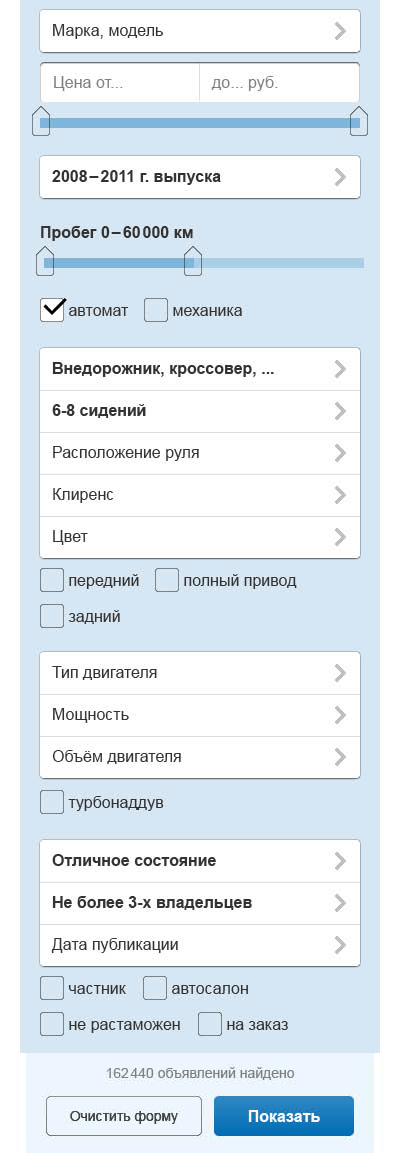 Марка, модель
Цена от... до... руб.
2008–2011 г. выпуска
Пробег 0–60 000 км
автомат механика
Внедорожник, кроссовер, ...
6-8 сидений
Расположение руля
Клиренс
Цвет
передний полный привод
задний
Тип двигателя
Мощность
Объём двигателя
турбонаддув
Отличное состояние
Не более 3-х владельцев
Дата публикации
частник автосалон
не растаможен на заказ
162 440 объявлений найдено
Очистить форму Показать